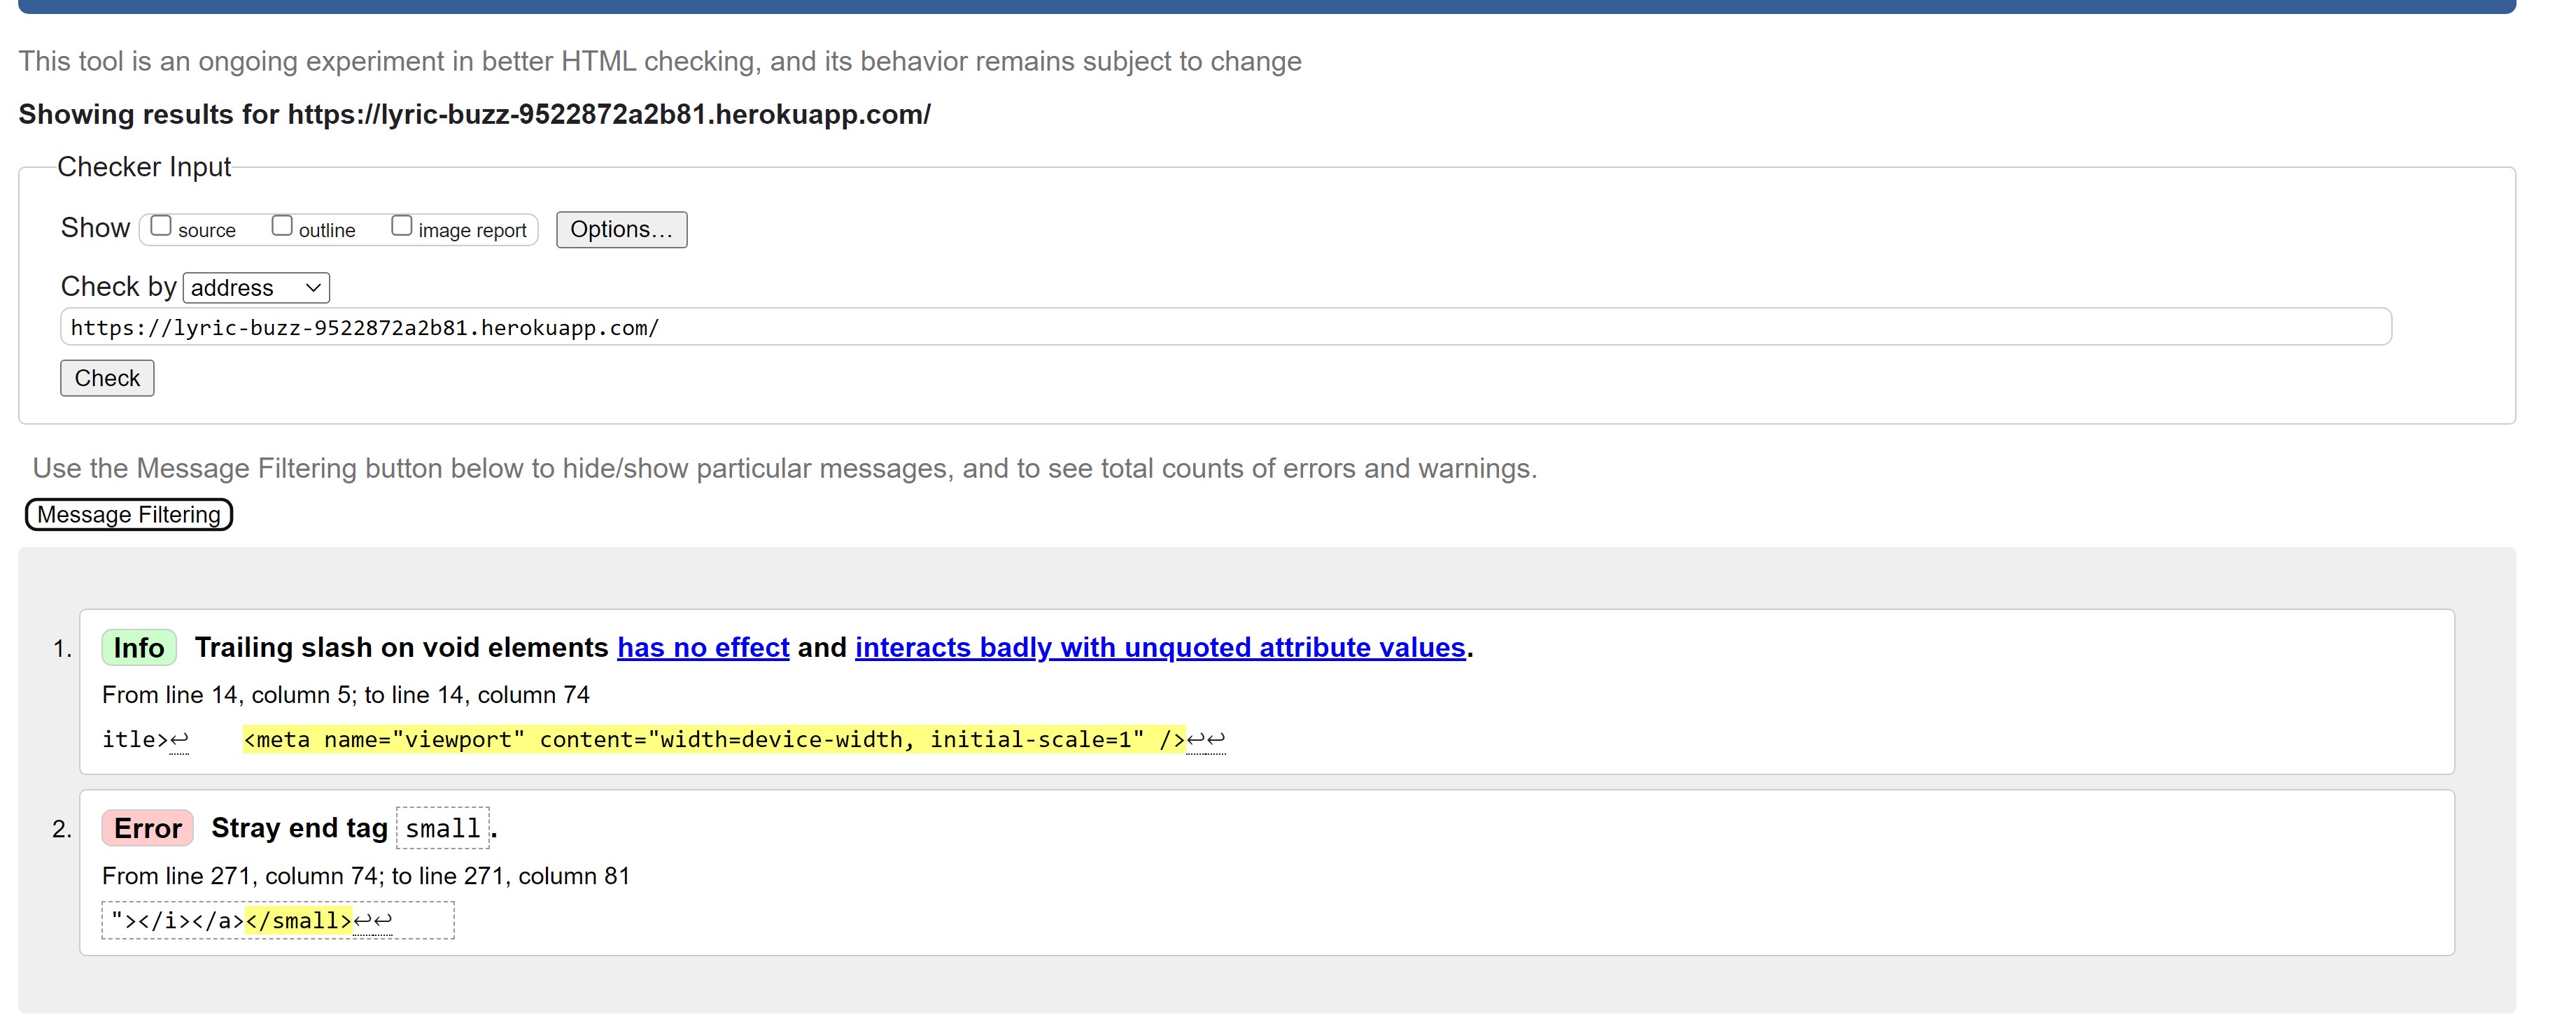 This tool is an ongoing experiment in better HTML checking, and its behavior remains subject to change
Showing results for https://lyric-buzz-9522872a2b81.herokuapp.com/
Checker Input
Show source outline image report Options...
Check by address
https://lyric-buzz-9522872a2b81.herokuapp.com/
Check
Use the Message Filtering button below to hide/show particular messages, and to see total counts of errors and warnings.
Message Filtering
1. Info Trailing slash on void elements has no effect and interacts badly with unquoted attribute values.
From line 14, column 5; to line 14, column 74
itle>↩ <meta name="viewport" content="width=device-width, initial-scale=1" />↩↩
2. Error Stray end tag small.
From line 271, column 74; to line 271, column 81
"></i></a></small>↩↩